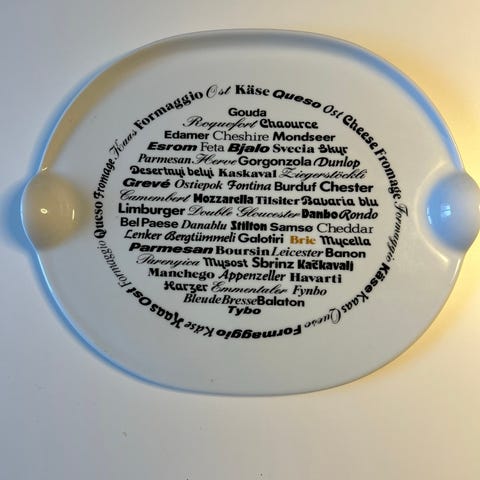 Formaggio Ost Käse Queso Ost Cheese Fromage Formaggio Käse Kaas Queso Formaggio Käse Kaas Ost Formaggio Queso Fromage Kaas
Gouda
Roquefort Chaource
Edamer Cheshire Mondseer
Esrom Feta Bjalo Svecia Skyr
Parmesan Herve Gorgonzola Dunlop
Desertnyj belyj Kaskaval Ziegerstöckli
Grevé Ostiepok Fontina Burduf Chester
Camembert Mozzarella Tilsiter Bavaria blu
Limburger Double Gloucester Danbo Rondo
Bel Paese Danablu Stilton Samsø Cheddar
Lenker Bergtümmeli Galotiri Brie Mycella
Parmesan Boursin Leicester Banon
Parenyica Mysost Sbrinz Kačkavalj
Manchego Appenzeller Havarti
Harzer Emmentaler Fynbo
Bleu de Bresse Balaton
Tybo